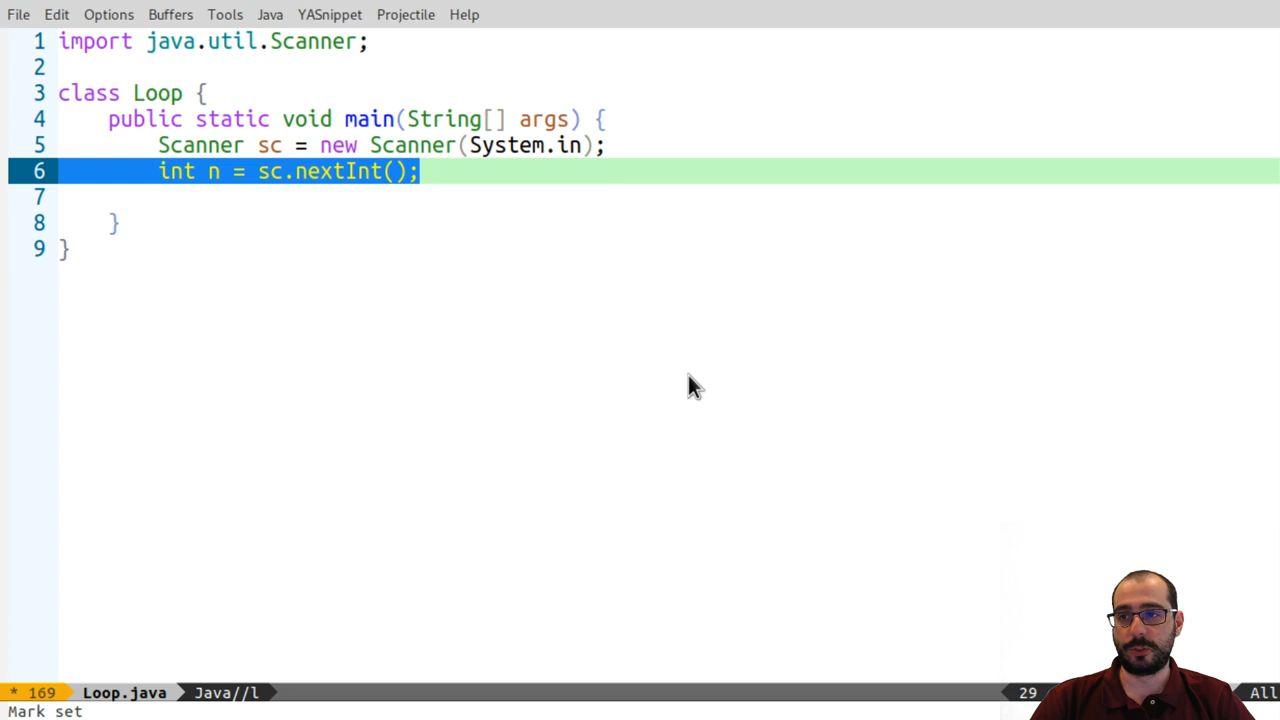 File Edit Options Buffers Tools Java YASnippet Projectile Help
1 import java.util.Scanner;
2
3 class Loop {
4 public static void main(String[] args) {
5 Scanner sc = new Scanner(System.in);
6 int n = sc.nextInt();
7
8 }
9 }
* 169 Loop.java Java//l 29 All
Mark set